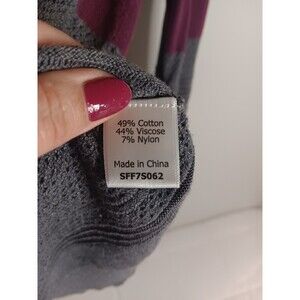 49% Cotton
44% Viscose
7% Nylon
Made in China
SFF7S062